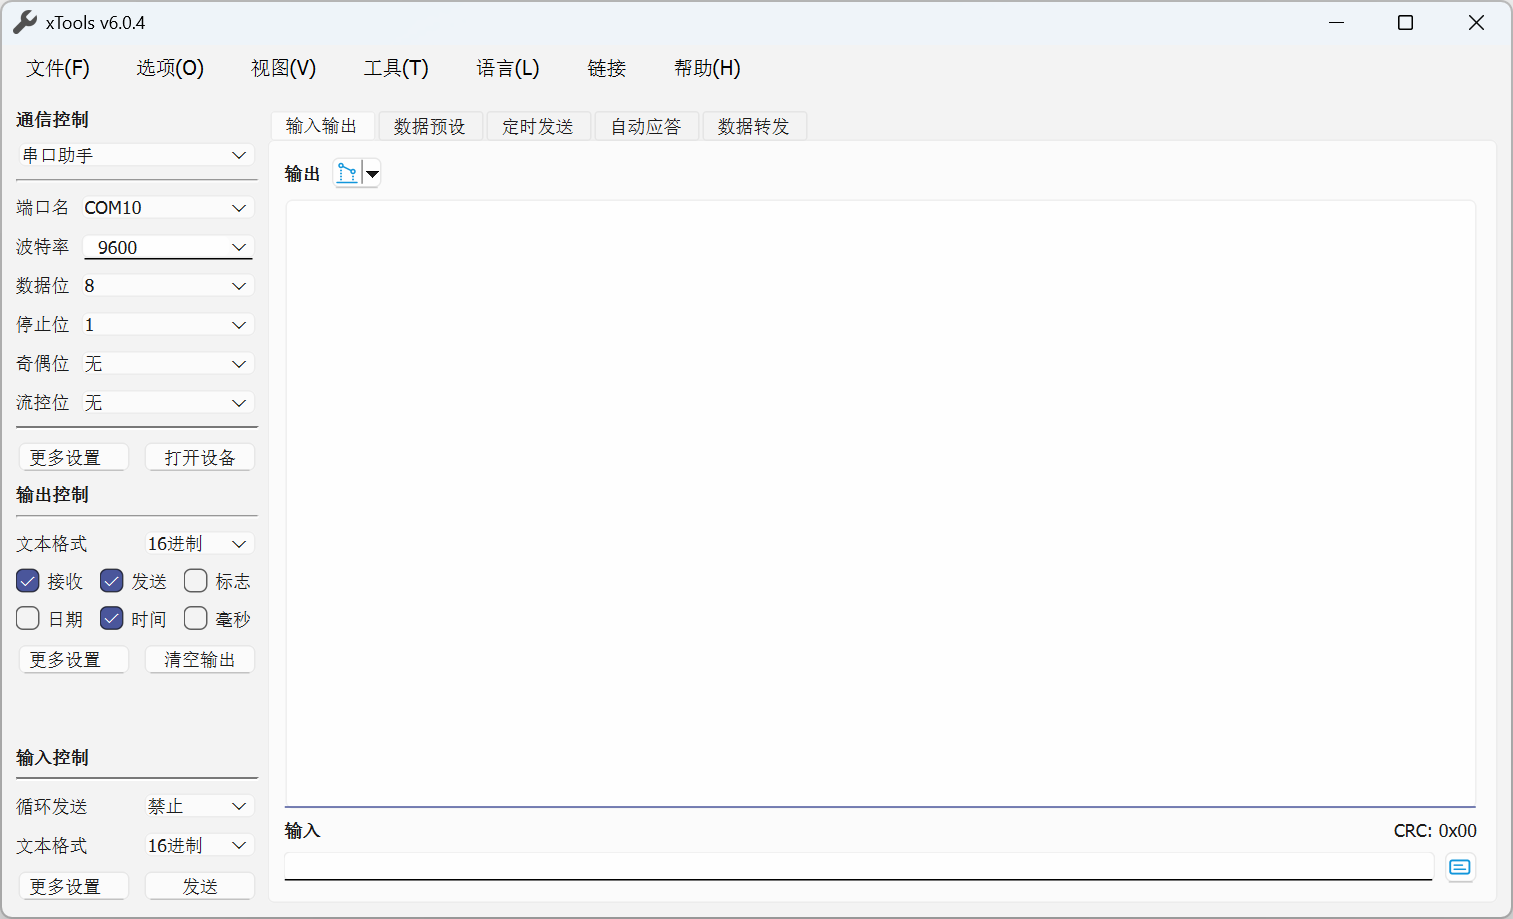 xTools v6.0.4
文件(F) 选项(O) 视图(V) 工具(T) 语言(L) 链接 帮助(H)
通信控制
串口助手
端口名 COM10
波特率 9600
数据位 8
停止位 1
奇偶位 无
流控位 无
更多设置 打开设备
输出控制
文本格式 16进制
接收 发送 标志
日期 时间 毫秒
更多设置 清空输出
输入控制
循环发送 禁止
文本格式 16进制
更多设置 发送
输入输出 数据预设 定时发送 自动应答 数据转发
输出
输入 CRC: 0x00